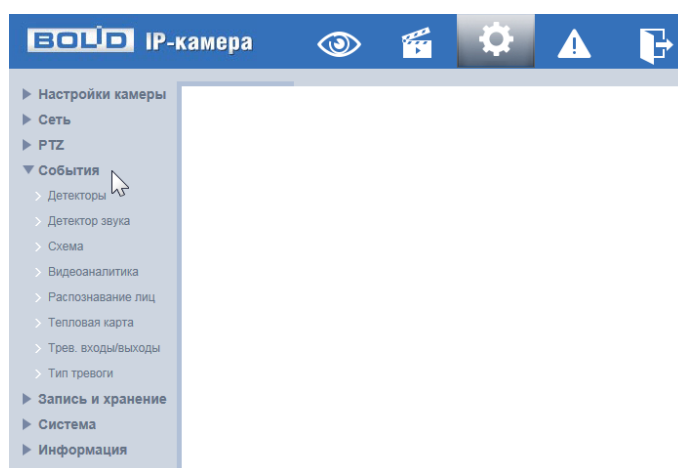 BOLID IP-камера
Настройки камеры
Сеть
PTZ
События
Детекторы
Детектор звука
Схема
Видеоаналитика
Распознавание лиц
Тепловая карта
Трев. входы/выходы
Тип тревоги
Запись и хранение
Система
Информация